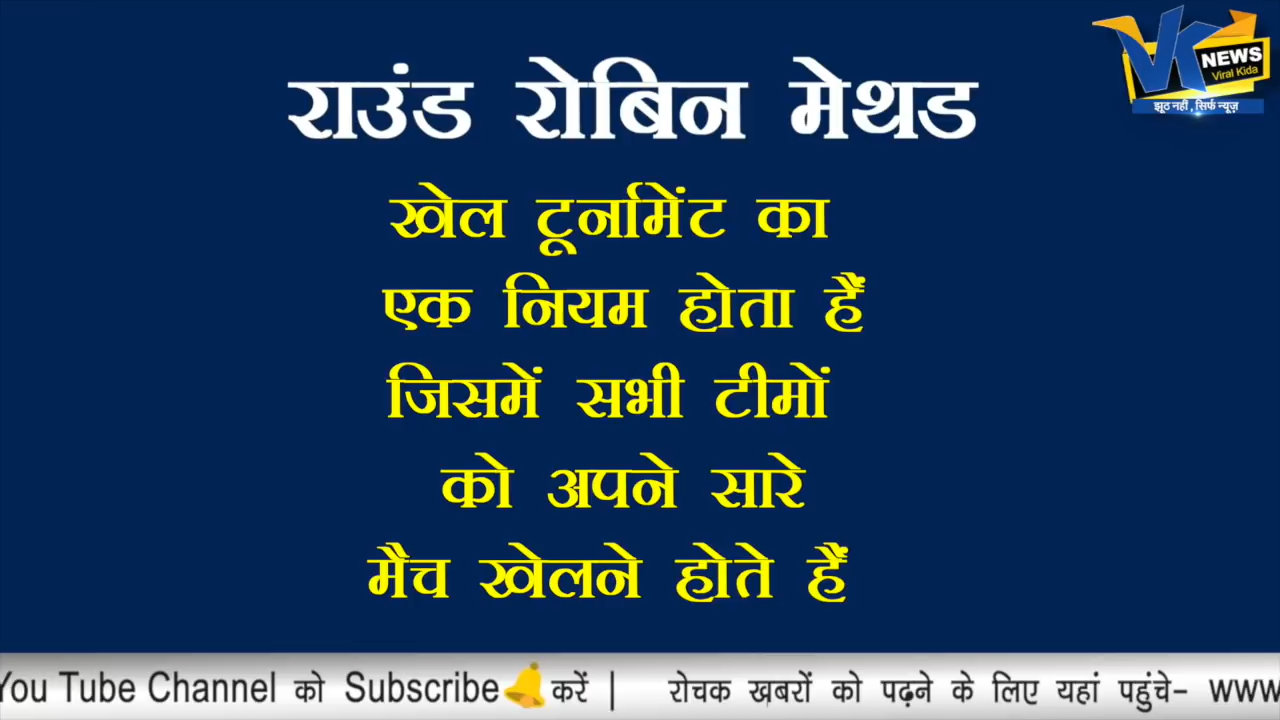 राउंड रोबिन मेथड
VK NEWS
Viral Kida
झूठ नहीं, सिर्फ न्यूज़
खेल टूर्नामेंट का
एक नियम होता हैं
जिसमें सभी टीमों
को अपने सारे
मैच खेलने होते हैं
You Tube Channel को Subscribe करें | रोचक ख़बरों को पढ़ने के लिए यहां पहुंचे- www